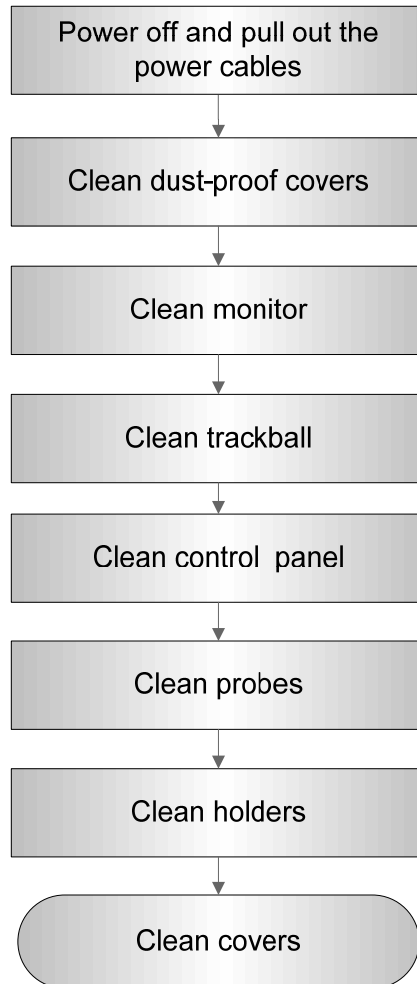 Power off and pull out the
power cables
Clean dust-proof covers
Clean monitor
Clean trackball
Clean control panel
Clean probes
Clean holders
Clean covers